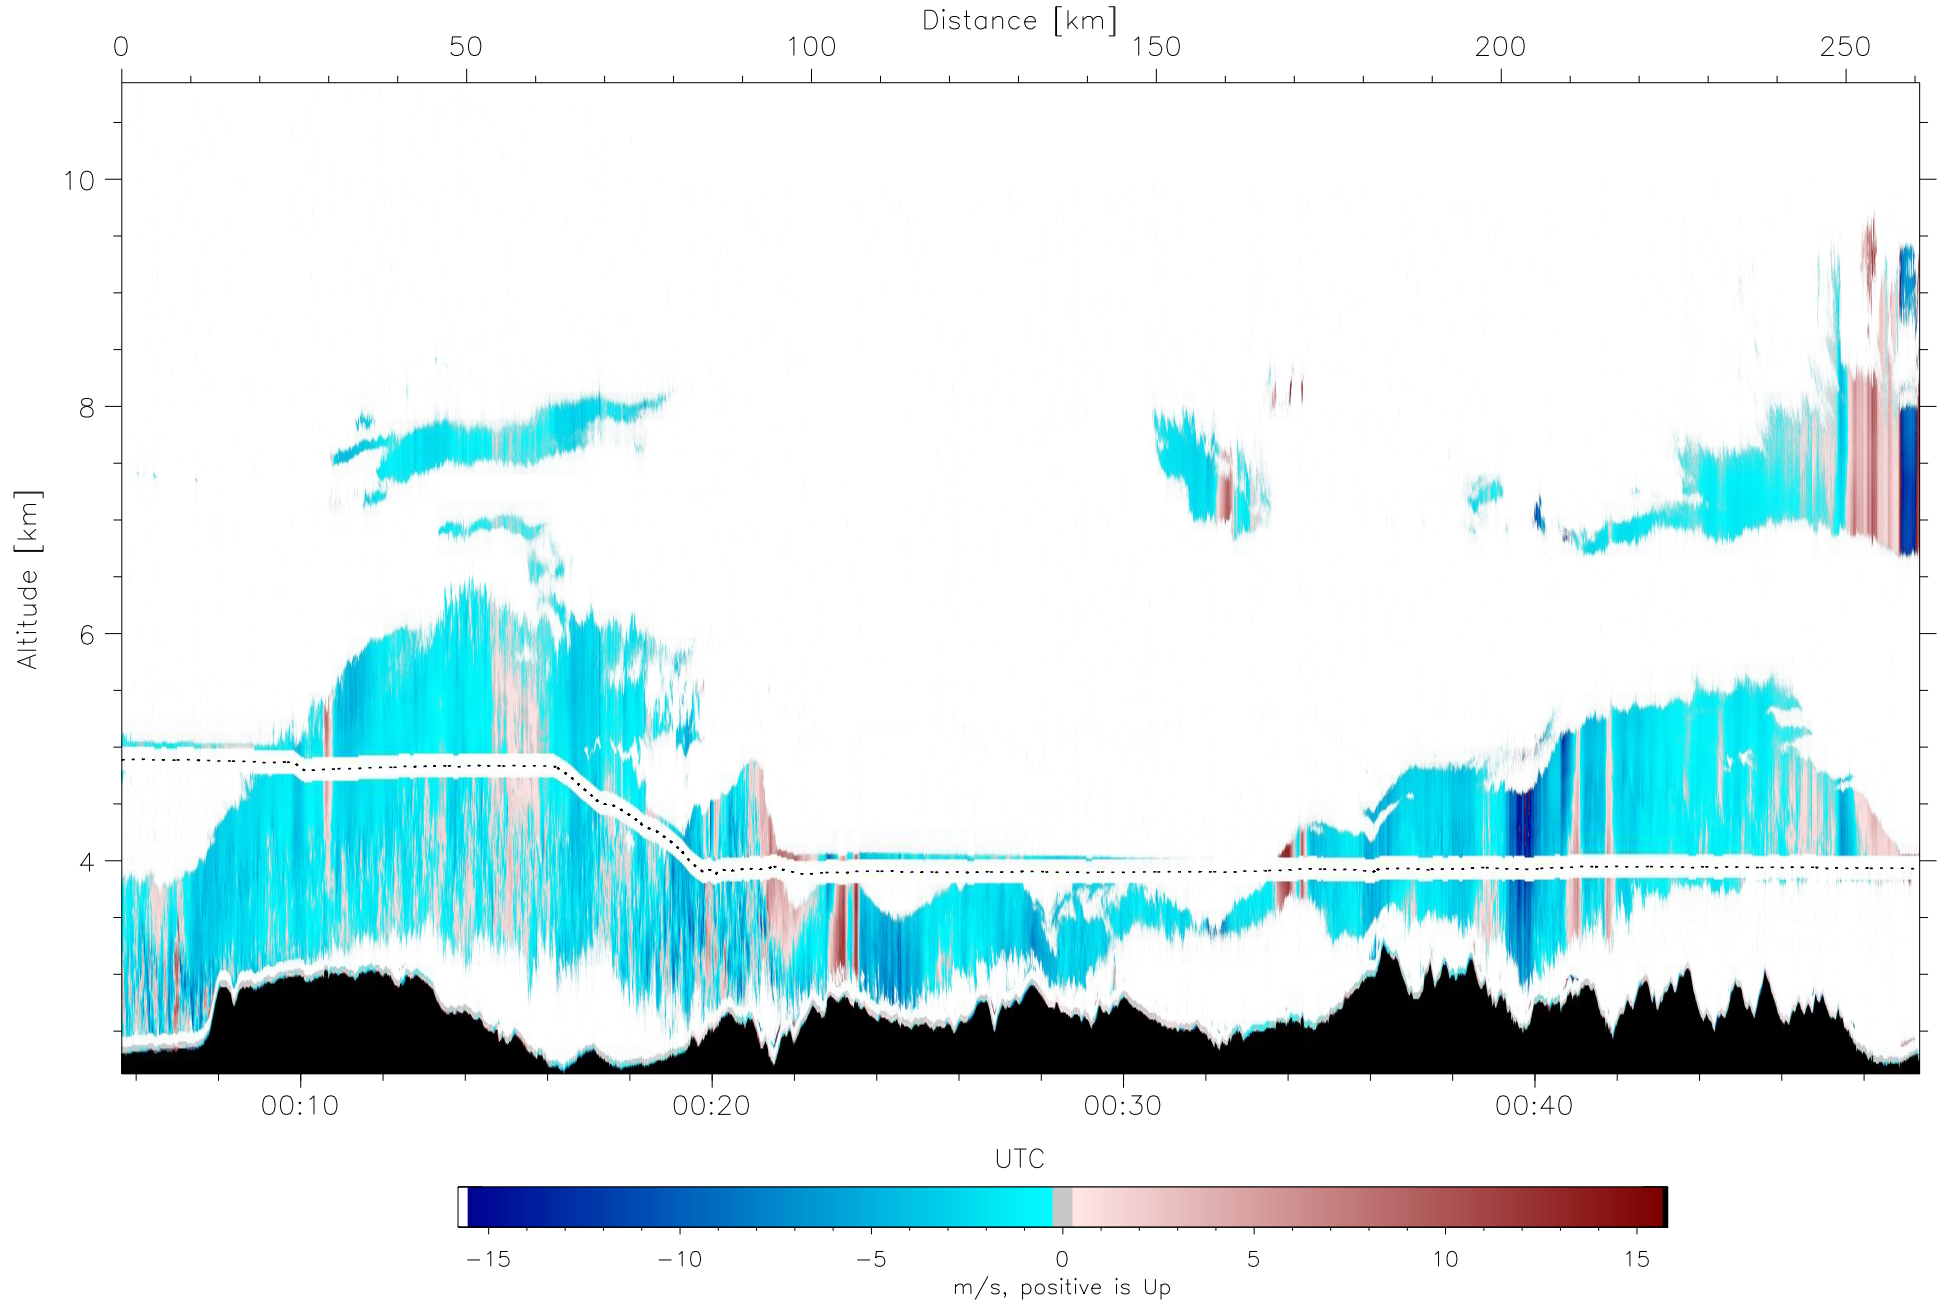 Distance [km]
0 50 100 150 200 250
10
8
6
4
Altitude [km]
00:10 00:20 00:30 00:40
UTC
-15 -10 -5 0 5 10 15
m/s, positive is Up